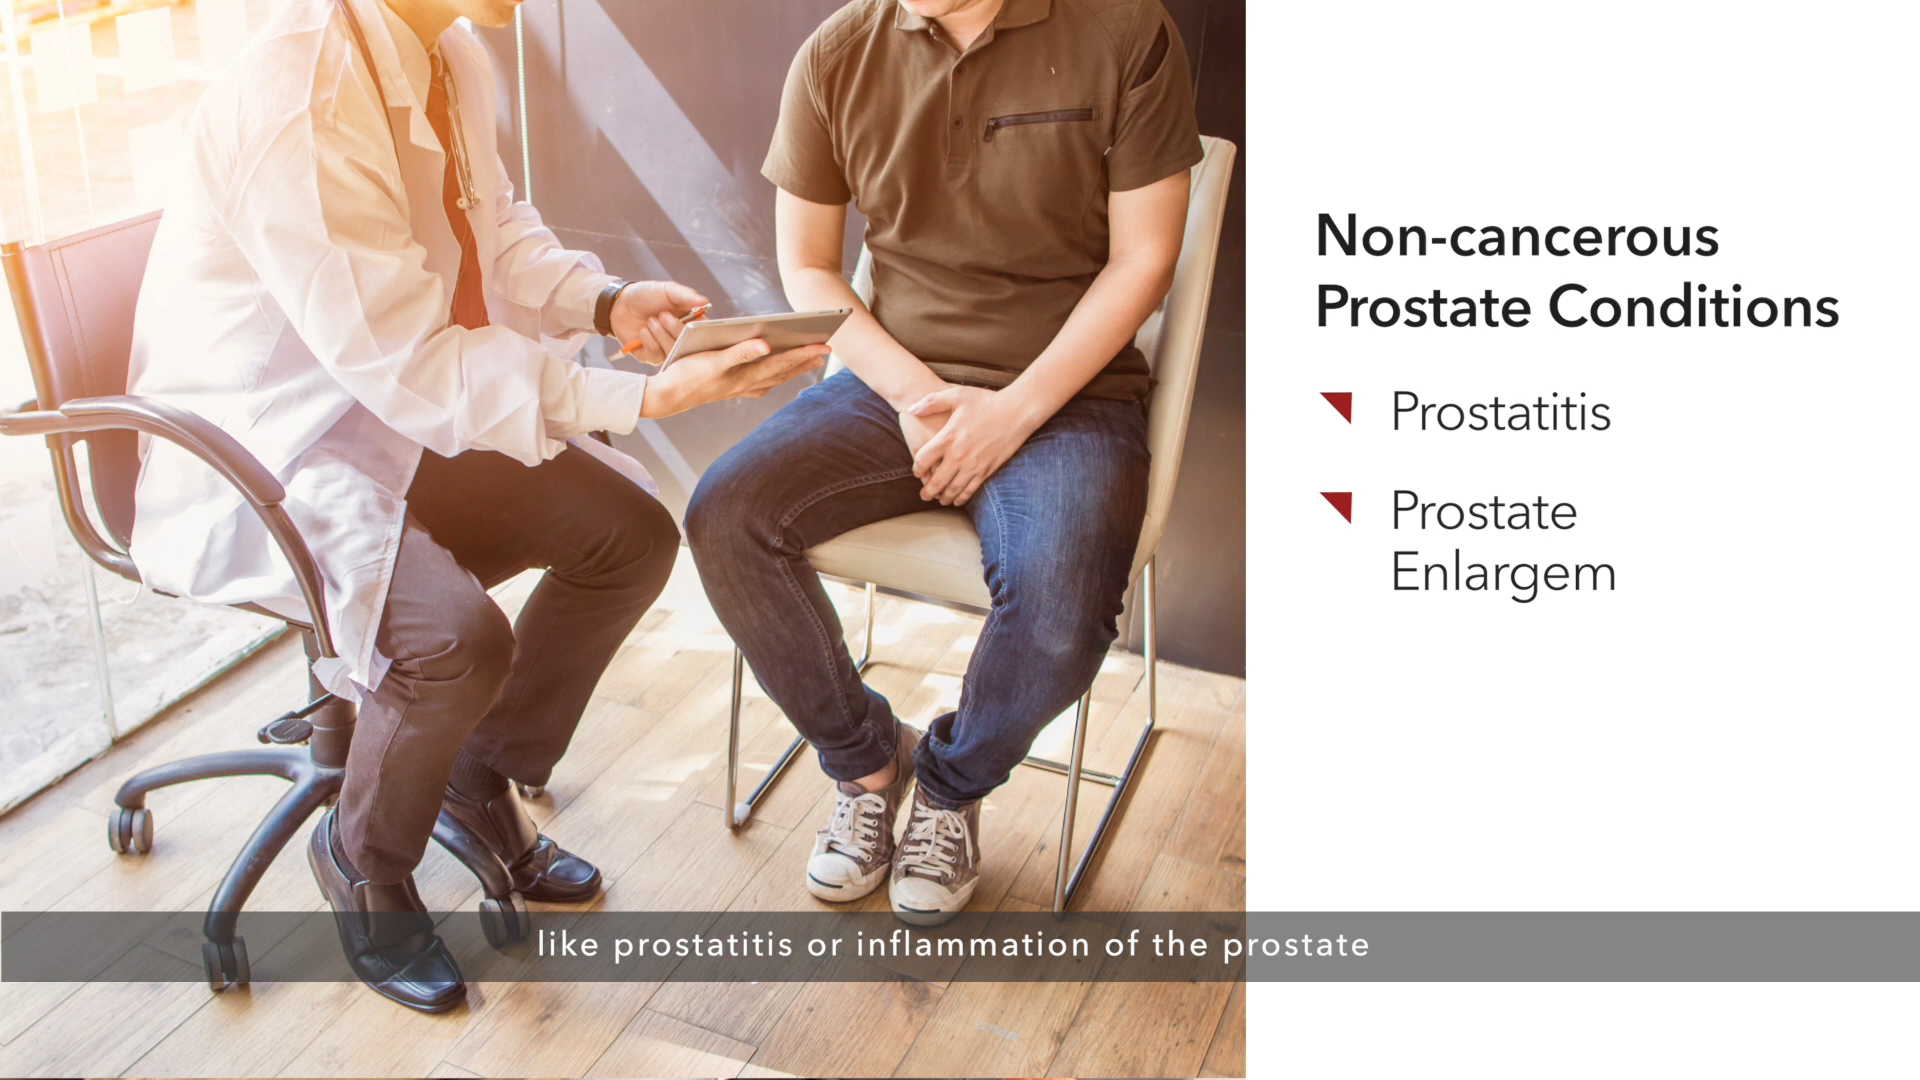 Non-cancerous
Prostate Conditions
Prostatitis
Prostate
Enlargem
like prostatitis or inflammation of the prostate